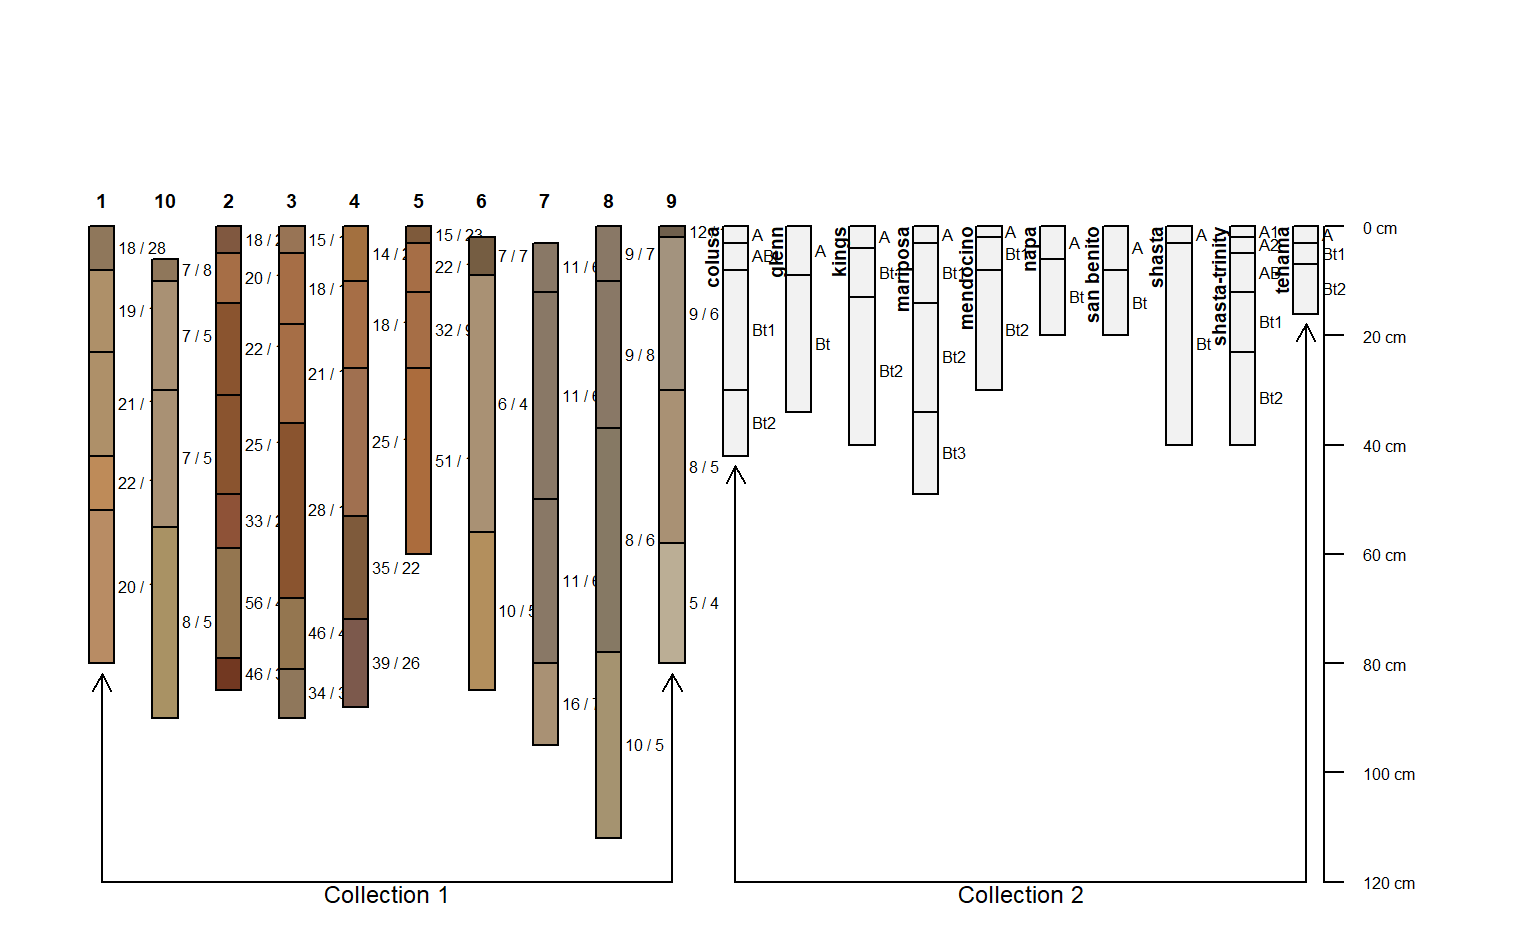 1 10 2 3 4 5 6 7 8 9
18 / 28
19 /
21 /
22 /
20 /
7 / 8
7 / 5
7 / 5
8 / 5
18 /
20 /
22 /
25 /
33 /
56 /
46 /
15 /
18 /
21 /
28 /
46 /
34 /
14 /
18 /
25 /
35 / 22
39 / 26
15 / 23
22 /
32 /
51 /
7 / 7
6 / 4
10 / 5
11 / 6
11 / 6
11 / 6
16 / 7
9 / 7
9 / 8
8 / 6
10 / 5
12
9 / 6
8 / 5
5 / 4
colusa
A
Bt1
Bt2
glenn
A
Bt
kings
A
Bt2
mariposa
A
Bt1
Bt2
Bt3
mendocino
A
Bt1
Bt2
napa
A
Bt
san benito
A
Bt
shasta
Bt
shasta-trinity
A1
A2
AB
Bt1
Bt2
tehama
A
Bt1
Bt2
0 cm
20 cm
40 cm
60 cm
80 cm
100 cm
120 cm
Collection 1
Collection 2